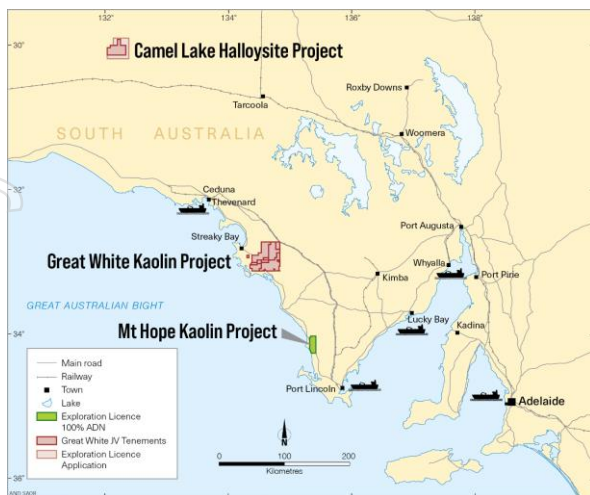 132°
134°
136°
138°
30°
Camel Lake Halloysite Project
Roxby Downs
Tarcoola
Woomera
SOUTH AUSTRALIA
32°
Ceduna
Thevenard
Streaky Bay
Port Augusta
Great White Kaolin Project
Whyalla
Kimba
Port Pirie
GREAT AUSTRALIAN BIGHT
Lucky Bay
34°
Mt Hope Kaolin Project
Kadina
Main road
Railway
Town
Lake
Exploration Licence
100% ADN
Great White JV Tenements
Exploration Licence
Application
Port Lincoln
Adelaide
N
0
100
200
Kilometres
36°